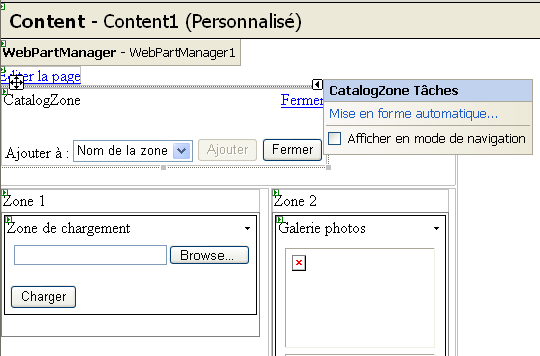 Content - Content1 (Personnalisé)
WebPartManager - WebPartManager1
Editer la page
CatalogZone
Fermer
CatalogZone Tâches
Mise en forme automatique...
Afficher en mode de navigation
Ajouter à : Nom de la zone Ajouter Fermer
Zone 1
Zone 2
Zone de chargement
Galerie photos
Browse...
Charger